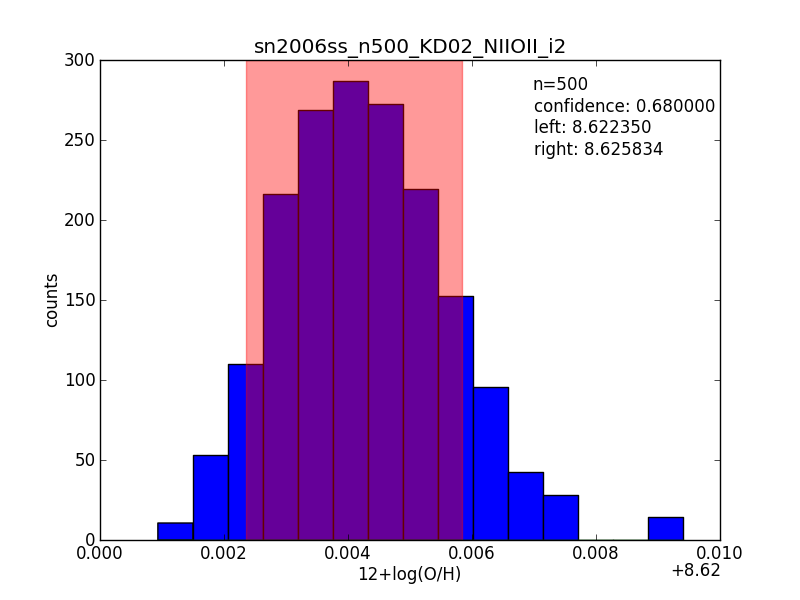 sn2006ss_n500_KD02_NIIOII_i2
n=500
confidence: 0.680000
left: 8.622350
right: 8.625834
counts
300
250
200
150
100
50
0
0.000 0.002 0.004 0.006 0.008 0.010
+8.62
12+log(O/H)